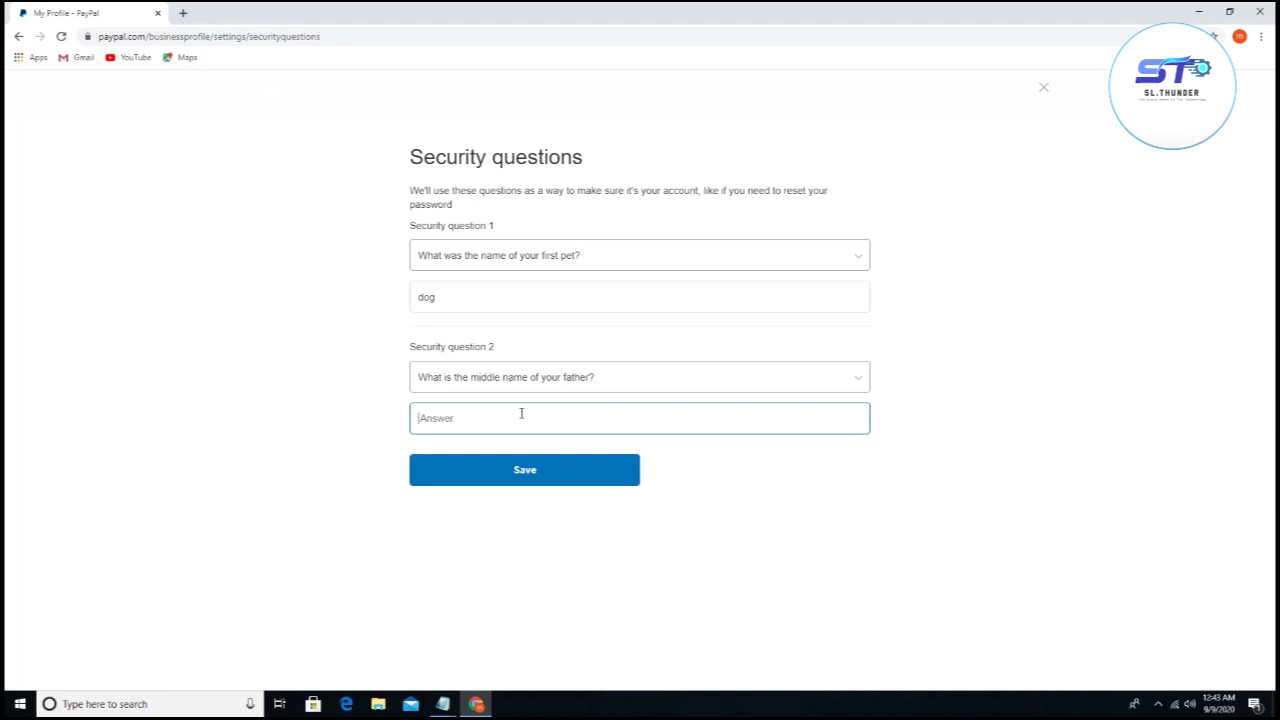 My Profile - PayPal
paypal.com/businessprofile/settings/securityquestions
m
Apps
Gmail
YouTube
Maps
ST
SL.THUNDER
Security questions
We'll use these questions as a way to make sure it's your account, like if you need to reset your
password
Security question 1
What was the name of your first pet?
dog
Security question 2
What is the middle name of your father?
Answer
Save
Type here to search
12:43 AM
9/9/2020